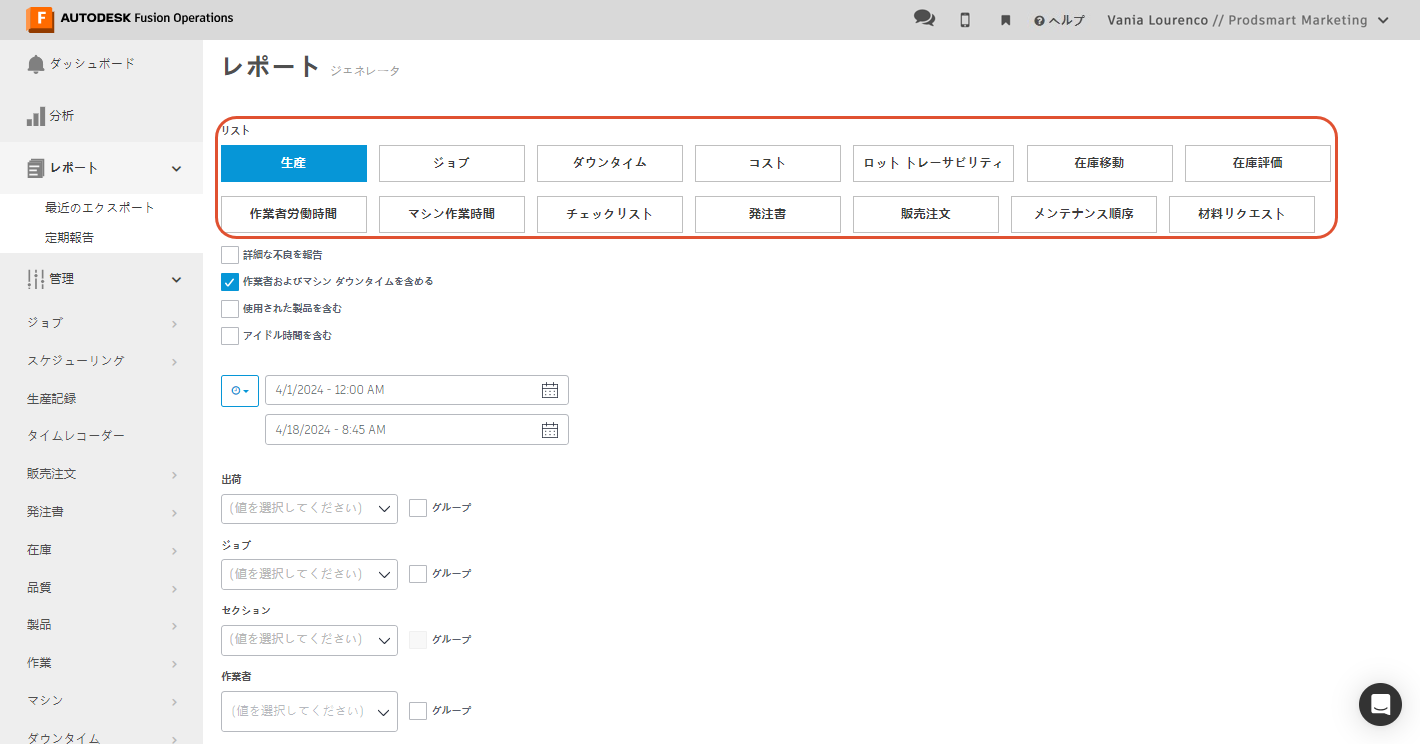 F AUTODESK Fusion Operations
ヘルプ
Vania Lourenco // Prodsmart Marketing
ダッシュボード
分析
レポート
最近のエクスポート
定期報告
管理
ジョブ
スケジューリング
生産記録
タイムレコーダー
販売注文
発注書
在庫
品質
製品
作業
マシン
ダウンタイム
レポート ジェネレータ
リスト
生産 ジョブ ダウンタイム コスト ロット トレーサビリティ 在庫移動 在庫評価
作業者労働時間 マシン作業時間 チェックリスト 発注書 販売注文 メンテナンス順序 材料リクエスト
詳細な不良を報告
作業者およびマシン ダウンタイムを含める
使用された製品を含む
アイドル時間を含む
4/1/2024 - 12:00 AM
4/18/2024 - 8:45 AM
出荷
(値を選択してください) グループ
ジョブ
(値を選択してください) グループ
セクション
(値を選択してください) グループ
作業者
(値を選択してください) グループ